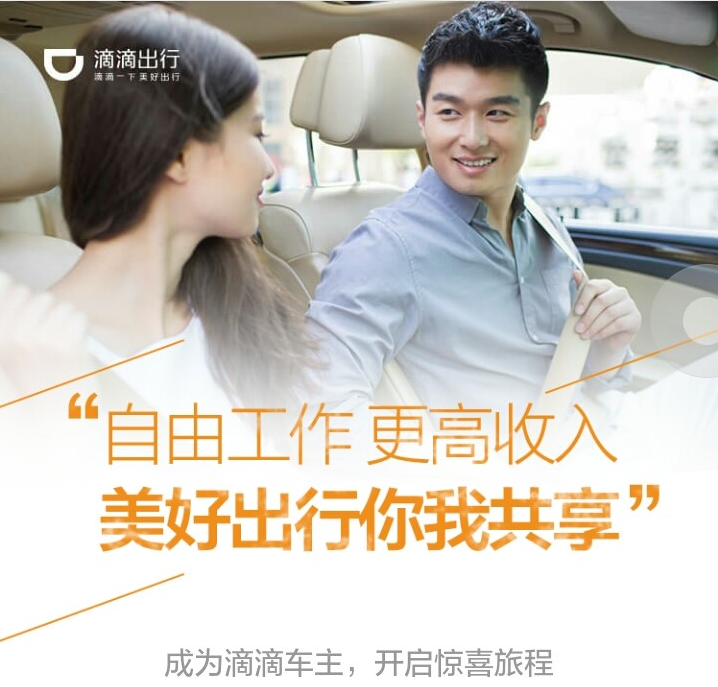 滴滴出行
滴滴一下 美好出行
“自由工作 更高收入
美好出行你我共享”
成为滴滴车主，开启惊喜旅程